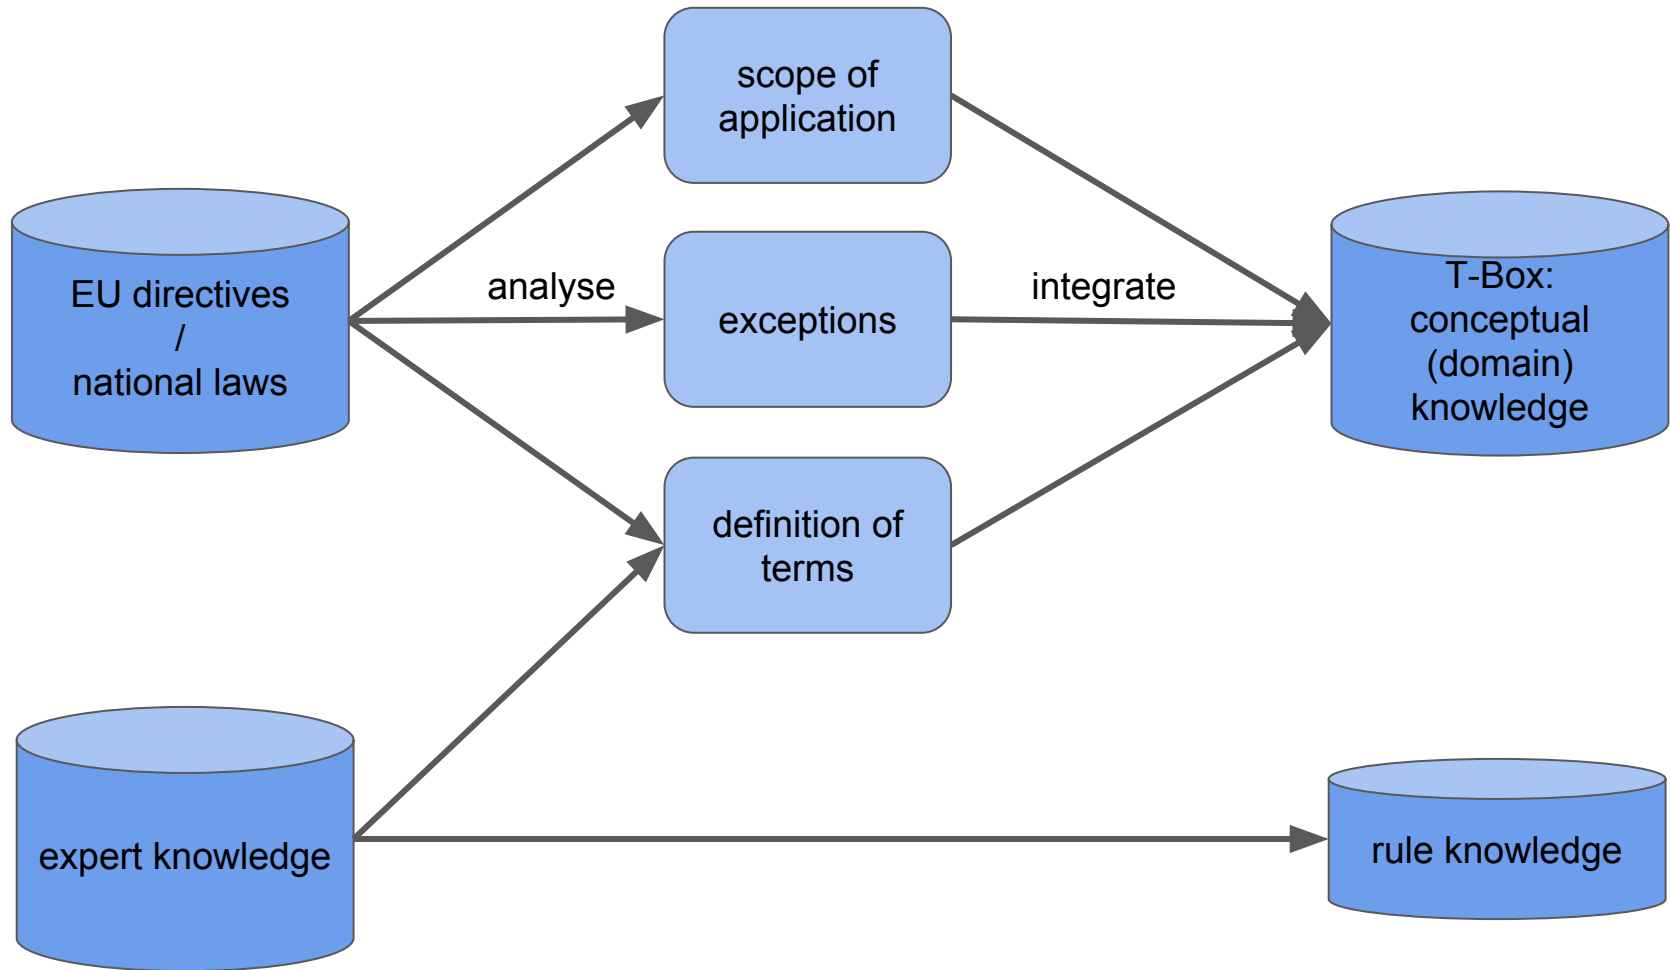 scope of
application
EU directives
/
national laws
analyse
exceptions
integrate
T-Box:
conceptual
(domain)
knowledge
definition of
terms
expert knowledge
rule knowledge